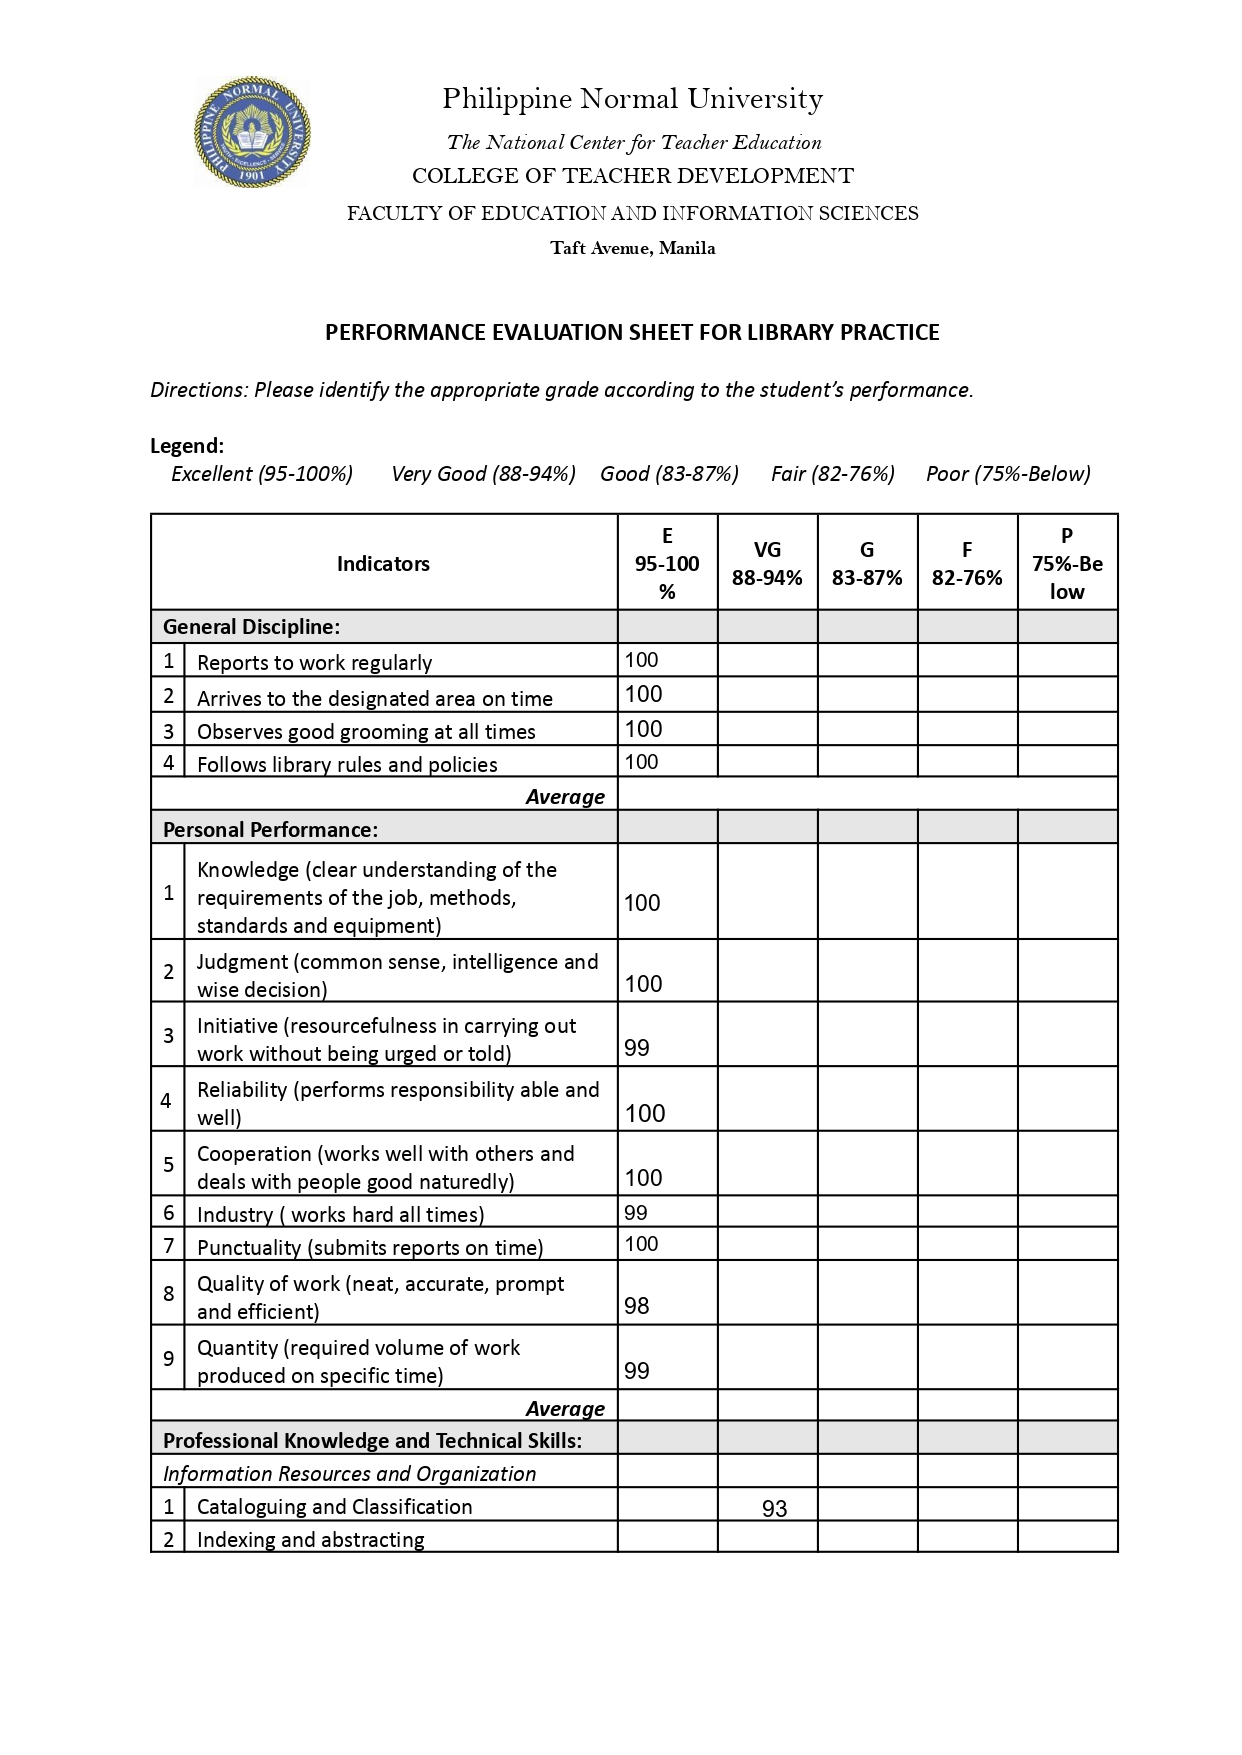 PHILIPPINE NORMAL UNIVERSITY
1901
Philippine Normal University
The National Center for Teacher Education
COLLEGE OF TEACHER DEVELOPMENT
FACULTY OF EDUCATION AND INFORMATION SCIENCES
Taft Avenue, Manila
PERFORMANCE EVALUATION SHEET FOR LIBRARY PRACTICE
Directions: Please identify the appropriate grade according to the student's performance.
Legend:
Excellent (95-100%) Very Good (88-94%) Good (83-87%) Fair (82-76%) Poor (75%-Below)
Indicators
E
95-100
%
VG
88-94%
G
83-87%
F
82-76%
P
75%-Be
low
General Discipline:
1 Reports to work regularly 100
2 Arrives to the designated area on time 100
3 Observes good grooming at all times 100
4 Follows library rules and policies 100
Average
Personal Performance:
1 Knowledge (clear understanding of the
requirements of the job, methods,
standards and equipment) 100
2 Judgment (common sense, intelligence and
wise decision) 100
3 Initiative (resourcefulness in carrying out
work without being urged or told) 99
4 Reliability (performs responsibility able and
well) 100
5 Cooperation (works well with others and
deals with people good naturedly) 100
6 Industry ( works hard all times) 99
7 Punctuality (submits reports on time) 100
8 Quality of work (neat, accurate, prompt
and efficient) 98
9 Quantity (required volume of work
produced on specific time) 99
Average
Professional Knowledge and Technical Skills:
Information Resources and Organization
1 Cataloguing and Classification 93
2 Indexing and abstracting